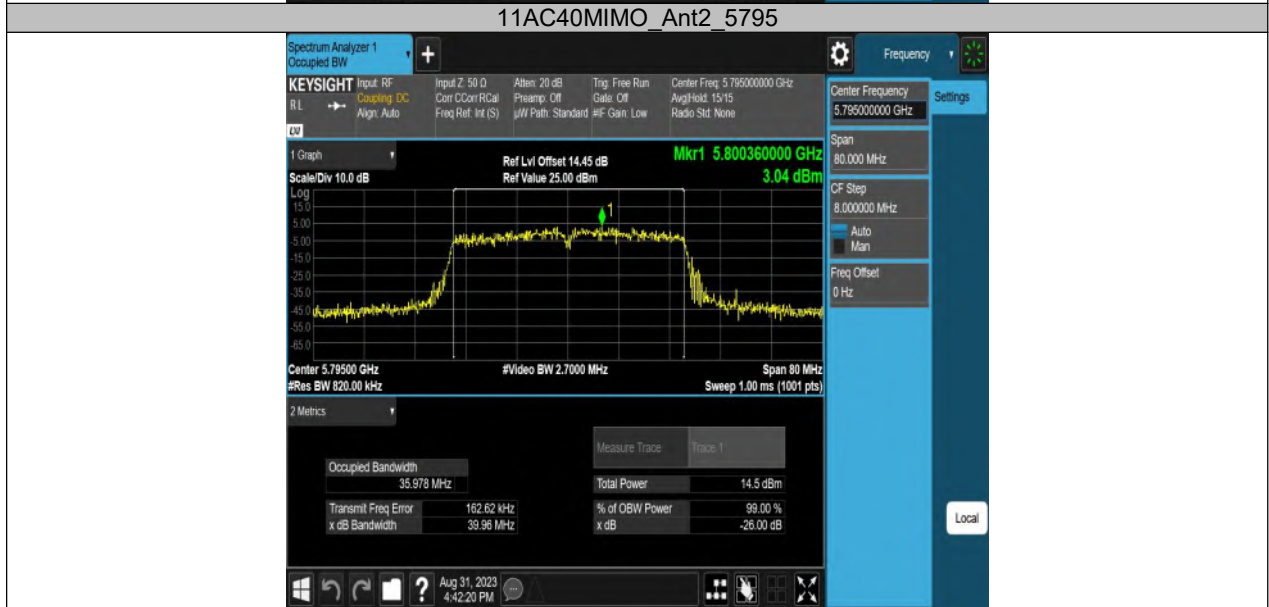 11AC40MIMO_Ant2_5795
Spectrum Analyzer 1
Occupied BW
+
Frequency
KEYSIGHT Input: RF Input Z: 50 Ω Atten: 20 dB Trig: Free Run Center Freq: 5.795000000 GHz
RL Coupling: DC Corr CCorr RCal Preamp: Off Gate: Off Avg|Hold: 15/15
Align: Auto Freq Ref: Int (S) µW Path: Standard #IF Gain: Low Radio Std: None
Center Frequency
5.795000000 GHz
Settings
Span
80.000 MHz
CF Step
8.000000 MHz
Auto
Man
Freq Offset
0 Hz
Local
1 Graph
Ref Lvl Offset 14.45 dB
Mkr1 5.800360000 GHz
Scale/Div 10.0 dB
Ref Value 25.00 dBm
3.04 dBm
Log
15.0
5.00
-5.00
-15.0
-25.0
-35.0
-45.0
-55.0
-65.0
1
Center 5.79500 GHz #Video BW 2.7000 MHz Span 80 MHz
#Res BW 820.00 kHz Sweep 1.00 ms (1001 pts)
2 Metrics
Measure Trace Trace 1
Occupied Bandwidth
35.978 MHz
Total Power 14.5 dBm
Transmit Freq Error 162.62 kHz % of OBW Power 99.00 %
x dB Bandwidth 39.96 MHz x dB -26.00 dB
?
Aug 31, 2023
4:42:20 PM